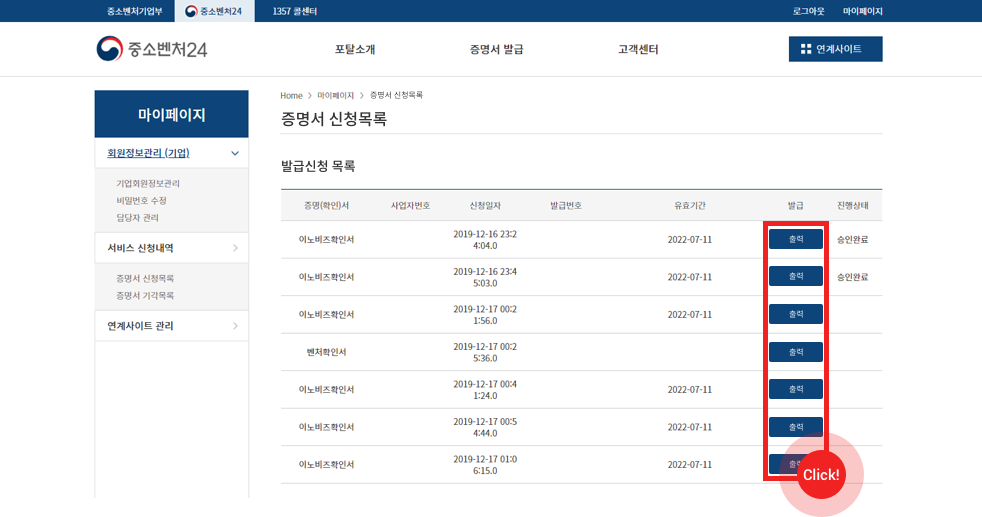 중소벤처기업부 중소벤처24 1357 콜센터 로그아웃 마이페이지
중소벤처24 포탈소개 증명서 발급 고객센터 연계사이트
마이페이지
회원정보관리 (기업)
기업회원정보관리
비밀번호 수정
담당자 관리
서비스 신청내역
증명서 신청목록
증명서 기각목록
연계사이트 관리
Home > 마이페이지 > 증명서 신청목록
증명서 신청목록
발급신청 목록
증명(확인)서 사업자번호 신청일자 발급번호 유효기간 발급 진행상태
이노비즈확인서 2019-12-16 23:2
4:04.0 2022-07-11 출력 승인완료
이노비즈확인서 2019-12-16 23:4
5:03.0 2022-07-11 출력 승인완료
이노비즈확인서 2019-12-17 00:2
1:56.0 2022-07-11 출력
벤처확인서 2019-12-17 00:2
5:36.0 출력
이노비즈확인서 2019-12-17 00:4
1:24.0 2022-07-11 출력
이노비즈확인서 2019-12-17 00:5
4:44.0 2022-07-11 출력
이노비즈확인서 2019-12-17 01:0
6:15.0 2022-07-11 출
Click!